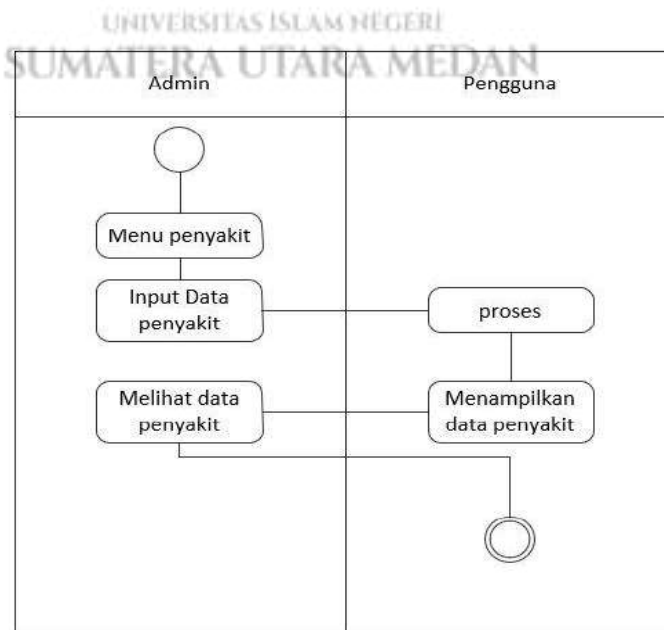 UNIVERSITAS ISLAM NEGERI
SUMATERA UTARA MEDAN
Admin
Pengguna
Menu penyakit
Input Data
penyakit
proses
Melihat data
penyakit
Menampilkan
data penyakit